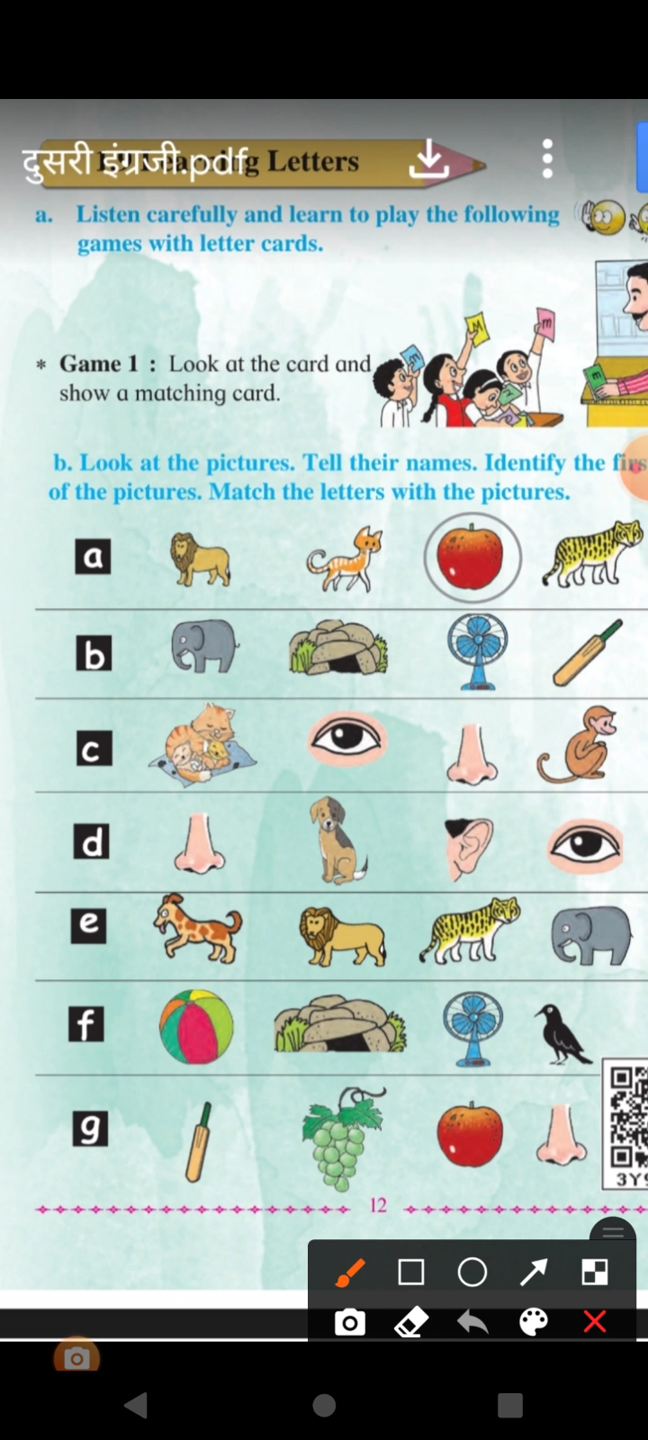 दुसरी इंग्रजी.pdf
Letters
a. Listen carefully and learn to play the following
games with letter cards.
* Game 1 : Look at the card and
show a matching card.
b. Look at the pictures. Tell their names. Identify the
of the pictures. Match the letters with the pictures.
a
b
c
d
e
f
g
12